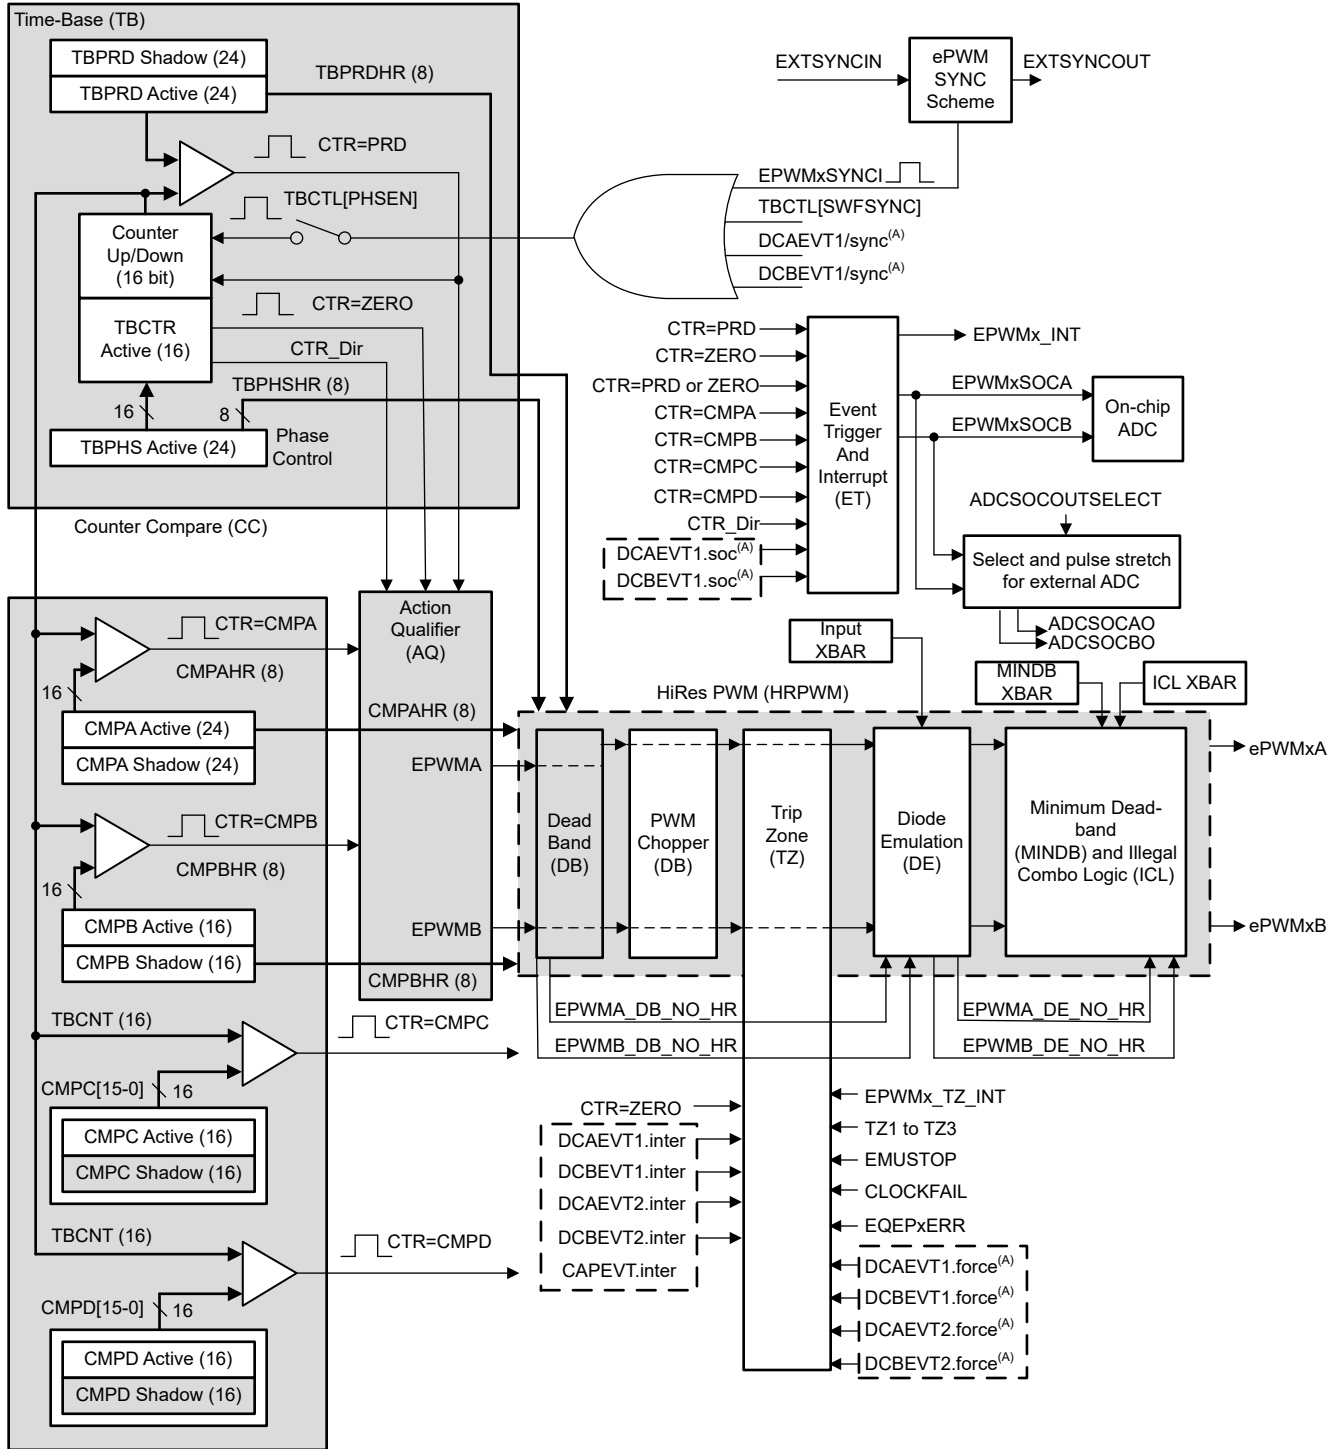 Time-Base (TB)
TBPRD Shadow (24)
TBPRD Active (24)
TBPRDHR (8)
CTR=PRD
TBCTL[PHSEN]
Counter
Up/Down
(16 bit)
CTR=ZERO
TBCTR
Active (16)
CTR_Dir
TBPHSHR (8)
16
8
TBPHS Active (24)
Phase
Control
EXTSYNCIN
ePWM
SYNC
Scheme
EXTSYNCOUT
EPWMxSYNCI
TBCTL[SWFSYNC]
DCAEVT1/sync(A)
DCBEVT1/sync(A)
CTR=PRD
CTR=ZERO
CTR=PRD or ZERO
CTR=CMPA
CTR=CMPB
CTR=CMPC
CTR=CMPD
CTR_Dir
DCAEVT1.soc(A)
DCBEVT1.soc(A)
Event
Trigger
And
Interrupt
(ET)
EPWMx_INT
EPWMxSOCA
EPWMxSOCB
On-chip
ADC
ADCSOCOUTSELECT
Select and pulse stretch
for external ADC
ADCSOCAO
ADCSOCBO
Counter Compare (CC)
CTR=CMPA
CMPAHR (8)
16
CMPA Active (24)
CMPA Shadow (24)
CTR=CMPB
CMPBHR (8)
16
CMPB Active (16)
CMPB Shadow (16)
TBCNT (16)
CTR=CMPC
CMPC[15-0]
16
CMPC Active (16)
CMPC Shadow (16)
TBCNT (16)
CTR=CMPD
CMPD[15-0]
16
CMPD Active (16)
CMPD Shadow (16)
Action
Qualifier
(AQ)
CMPAHR (8)
EPWMA
EPWMB
CMPBHR (8)
HiRes PWM (HRPWM)
Input
XBAR
MINDB
XBAR
ICL XBAR
Dead
Band
(DB)
PWM
Chopper
(DB)
Trip
Zone
(TZ)
Diode
Emulation
(DE)
Minimum Dead-
band
(MINDB) and Illegal
Combo Logic (ICL)
ePWMxA
ePWMxB
EPWMA_DB_NO_HR
EPWMB_DB_NO_HR
EPWMA_DE_NO_HR
EPWMB_DE_NO_HR
CTR=ZERO
DCAEVT1.inter
DCBEVT1.inter
DCAEVT2.inter
DCBEVT2.inter
CAPEVT.inter
EPWMx_TZ_INT
TZ1 to TZ3
EMUSTOP
CLOCKFAIL
EQEPxERR
DCAEVT1.force(A)
DCBEVT1.force(A)
DCAEVT2.force(A)
DCBEVT2.force(A)